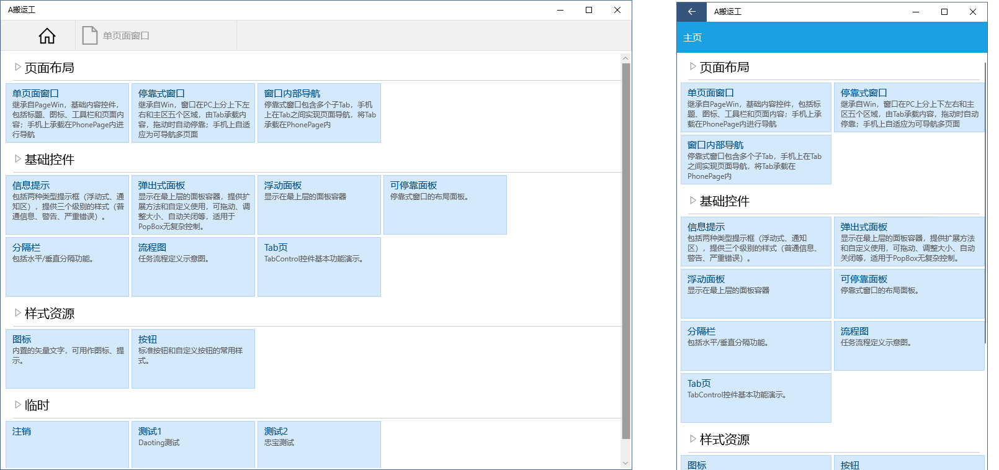 A搬运工
单页面窗口
页面布局
单页面窗口
继承自PageWin，基础内容控件，
包括标题、图标、工具栏和页面内
容；手机上承载在PhonePage内进
行导航
停靠式窗口
继承自Win，窗口在PC上分上下左
右和主区五个区域，由Tab承载内
容，拖动时自动停靠；手机上自适
应为可导航多页面
窗口内部导航
停靠式窗口包含多个子Tab，手机
上在Tab之间实现页面导航，将Tab
承载在PhonePage内
基础控件
信息提示
包括两种类型提示框（浮动式、通
知区），提供三个级别的样式（普
通信息、警告、严重错误）。
弹出式面板
显示在最上层的面板容器，提供扩
展方法和自定义使用，可拖动、调
整大小、自动关闭等，适用于
PopBox无复杂控制。
浮动面板
显示在最上层的面板容器
可停靠面板
停靠式窗口的布局面板。
分隔栏
包括水平/垂直分隔功能。
流程图
任务流程定义示意图。
Tab页
TabControl控件基本功能演示。
样式资源
图标
内置的矢量文字，可用作图标、提
示。
按钮
标准按钮和自定义按钮的常用样
式。
临时
注销
测试1
Daoting测试
测试2
忠宝测试
A搬运工
主页
页面布局
单页面窗口
继承自PageWin，基础内容控件，包括标
题、图标、工具栏和页面内容；手机上承
载在PhonePage内进行导航
停靠式窗口
继承自Win，窗口在PC上分上下左右和主
区五个区域，由Tab承载内容，拖动时自动
停靠；手机上自适应为可导航多页面
窗口内部导航
停靠式窗口包含多个子Tab，手机上在Tab
之间实现页面导航，将Tab承载在
PhonePage内
基础控件
信息提示
包括两种类型提示框（浮动式、通知
区），提供三个级别的样式（普通信息、
警告、严重错误）。
弹出式面板
显示在最上层的面板容器，提供扩展方法
和自定义使用，可拖动、调整大小、自动
关闭等，适用于PopBox无复杂控制。
浮动面板
显示在最上层的面板容器
可停靠面板
停靠式窗口的布局面板。
分隔栏
包括水平/垂直分隔功能。
流程图
任务流程定义示意图。
Tab页
TabControl控件基本功能演示。
样式资源
图标
按钮